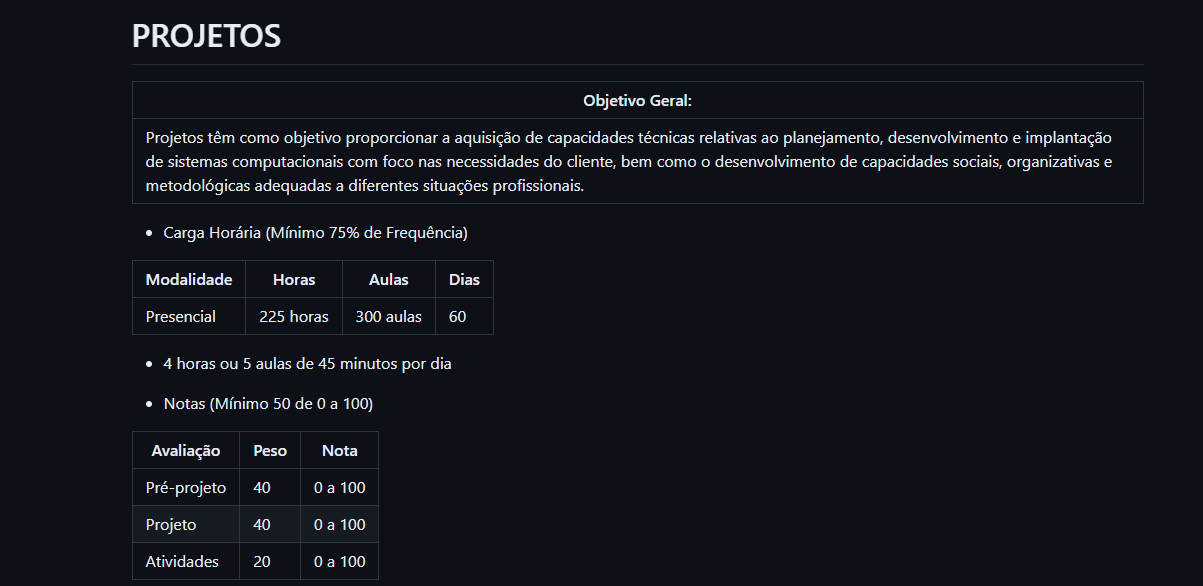 PROJETOS
Objetivo Geral:
Projetos têm como objetivo proporcionar a aquisição de capacidades técnicas relativas ao planejamento, desenvolvimento e implantação
de sistemas computacionais com foco nas necessidades do cliente, bem como o desenvolvimento de capacidades sociais, organizativas e
metodológicas adequadas a diferentes situações profissionais.
• Carga Horária (Mínimo 75% de Frequência)
Modalidade Horas Aulas Dias
Presencial 225 horas 300 aulas 60
• 4 horas ou 5 aulas de 45 minutos por dia
• Notas (Mínimo 50 de 0 a 100)
Avaliação Peso Nota
Pré-projeto 40 0 a 100
Projeto 40 0 a 100
Atividades 20 0 a 100